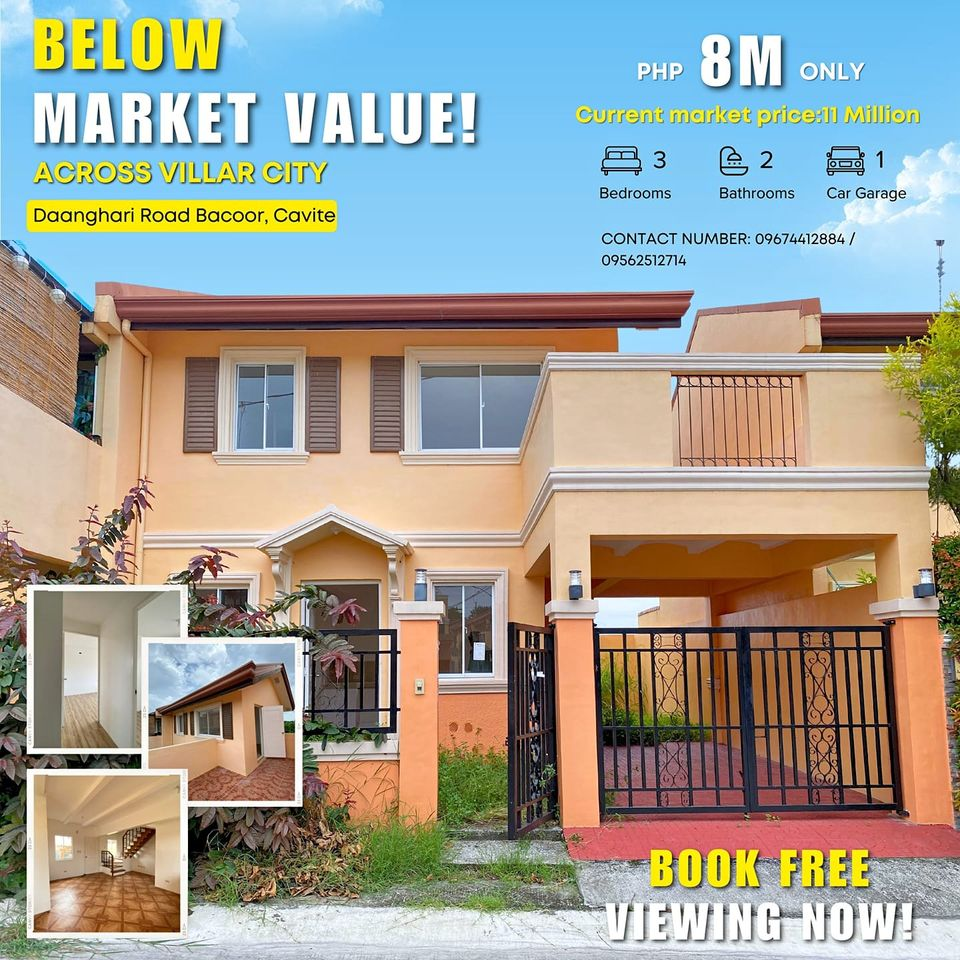 BELOW
MARKET VALUE!
ACROSS VILLAR CITY
Daanghari Road Bacoor, Cavite
PHP 8M ONLY
Current market price:11 Million
3 2 1
Bedrooms Bathrooms Car Garage
CONTACT NUMBER: 09674412884 /
09562512714
BOOK FREE
VIEWING NOW!